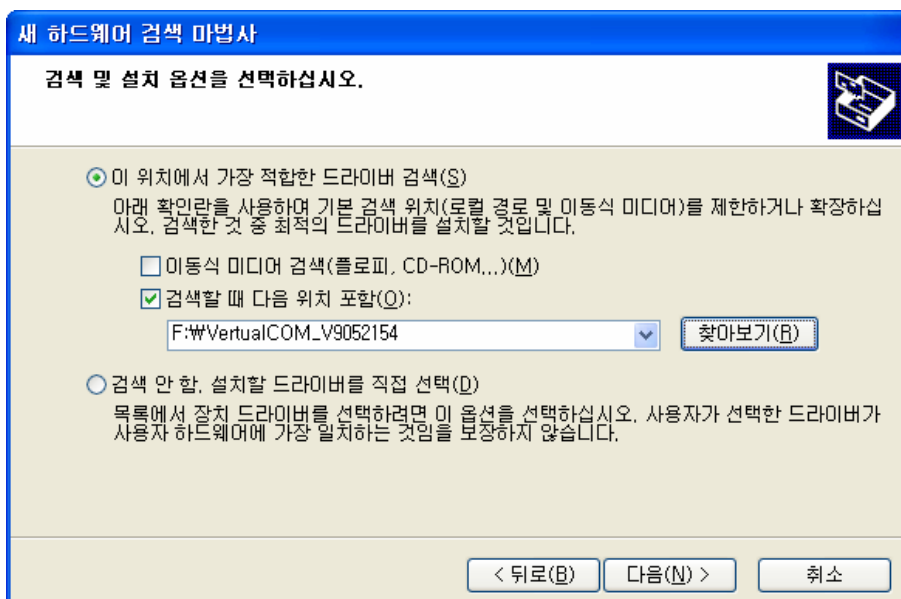 새 하드웨어 검색 마법사
검색 및 설치 옵션을 선택하십시오.
이 위치에서 가장 적합한 드라이버 검색(S)
아래 확인란을 사용하여 기본 검색 위치(로컬 경로 및 이동식 미디어)를 제한하거나 확장하십
시오. 검색한 것 중 최적의 드라이버를 설치할 것입니다.
이동식 미디어 검색(플로피, CD-ROM...)(M)
검색할 때 다음 위치 포함(O):
F:₩VertualCOM_V9052154
찾아보기(R)
검색 안 함. 설치할 드라이버를 직접 선택(D)
목록에서 장치 드라이버를 선택하려면 이 옵션을 선택하십시오. 사용자가 선택한 드라이버가
사용자 하드웨어에 가장 일치하는 것임을 보장하지 않습니다.
< 뒤로(B) 다음(N) > 취소